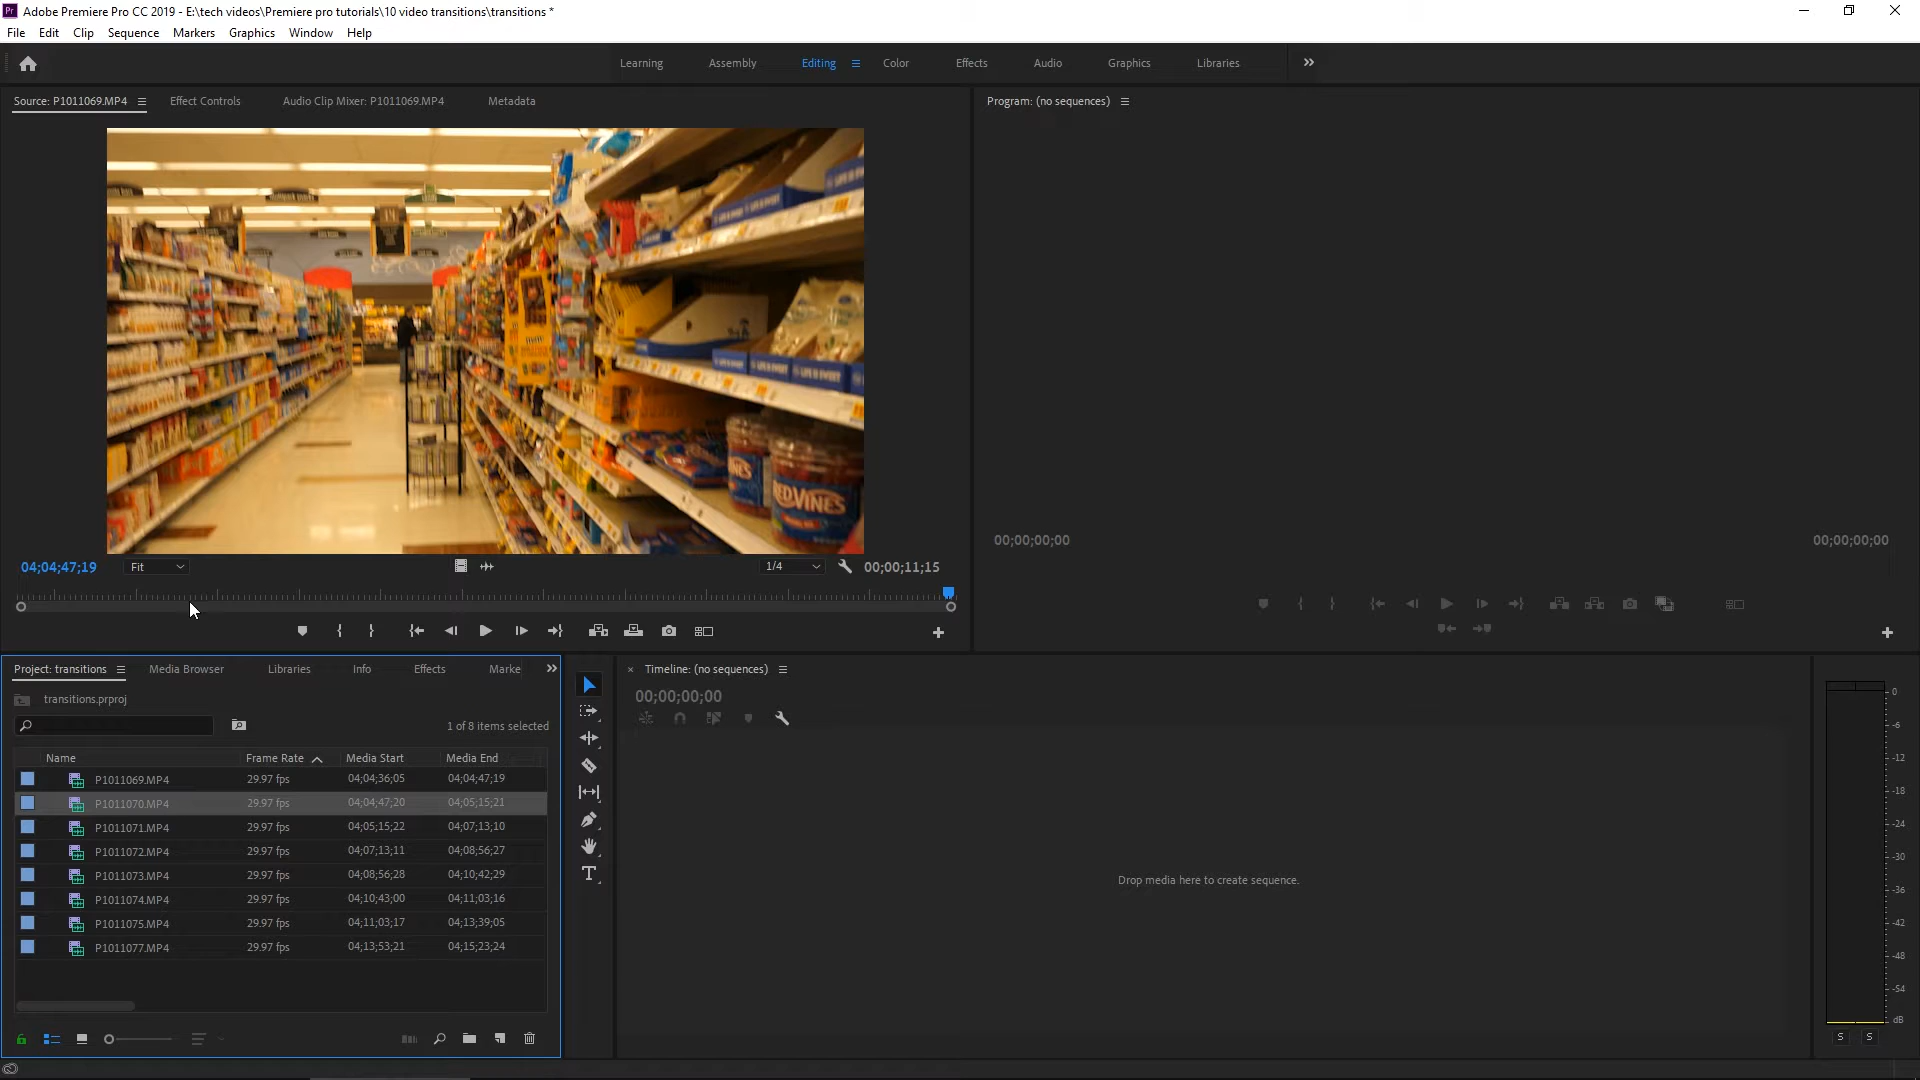 Pr Adobe Premiere Pro CC 2019 - E:\tech videos\Premiere pro tutorials\10 video transitions\transitions *
File Edit Clip Sequence Markers Graphics Window Help
Learning Assembly Editing Color Effects Audio Graphics Libraries
Source: P1011069.MP4 Effect Controls Audio Clip Mixer: P1011069.MP4 Metadata
Program: (no sequences)
VINES
RED VINES
04;04;47;19 Fit 1/4 00;00;11;15
00;00;00;00 00;00;00;00
Project: transitions Media Browser Libraries Info Effects Marke
transitions.prproj
1 of 8 items selected
Name Frame Rate Media Start Media End
P1011069.MP4 29.97 fps 04;04;36;05 04;04;47;19
P1011070.MP4 29.97 fps 04;04;47;20 04;05;15;21
P1011071.MP4 29.97 fps 04;05;15;22 04;07;13;10
P1011072.MP4 29.97 fps 04;07;13;11 04;08;56;27
P1011073.MP4 29.97 fps 04;08;56;28 04;10;42;29
P1011074.MP4 29.97 fps 04;10;43;00 04;11;03;16
P1011075.MP4 29.97 fps 04;11;03;17 04;13;39;05
P1011077.MP4 29.97 fps 04;13;53;21 04;15;23;24
T
× Timeline: (no sequences)
00;00;00;00
Drop media here to create sequence.
0
-6
-12
-18
-24
-30
-36
-42
-48
-54
dB
S S